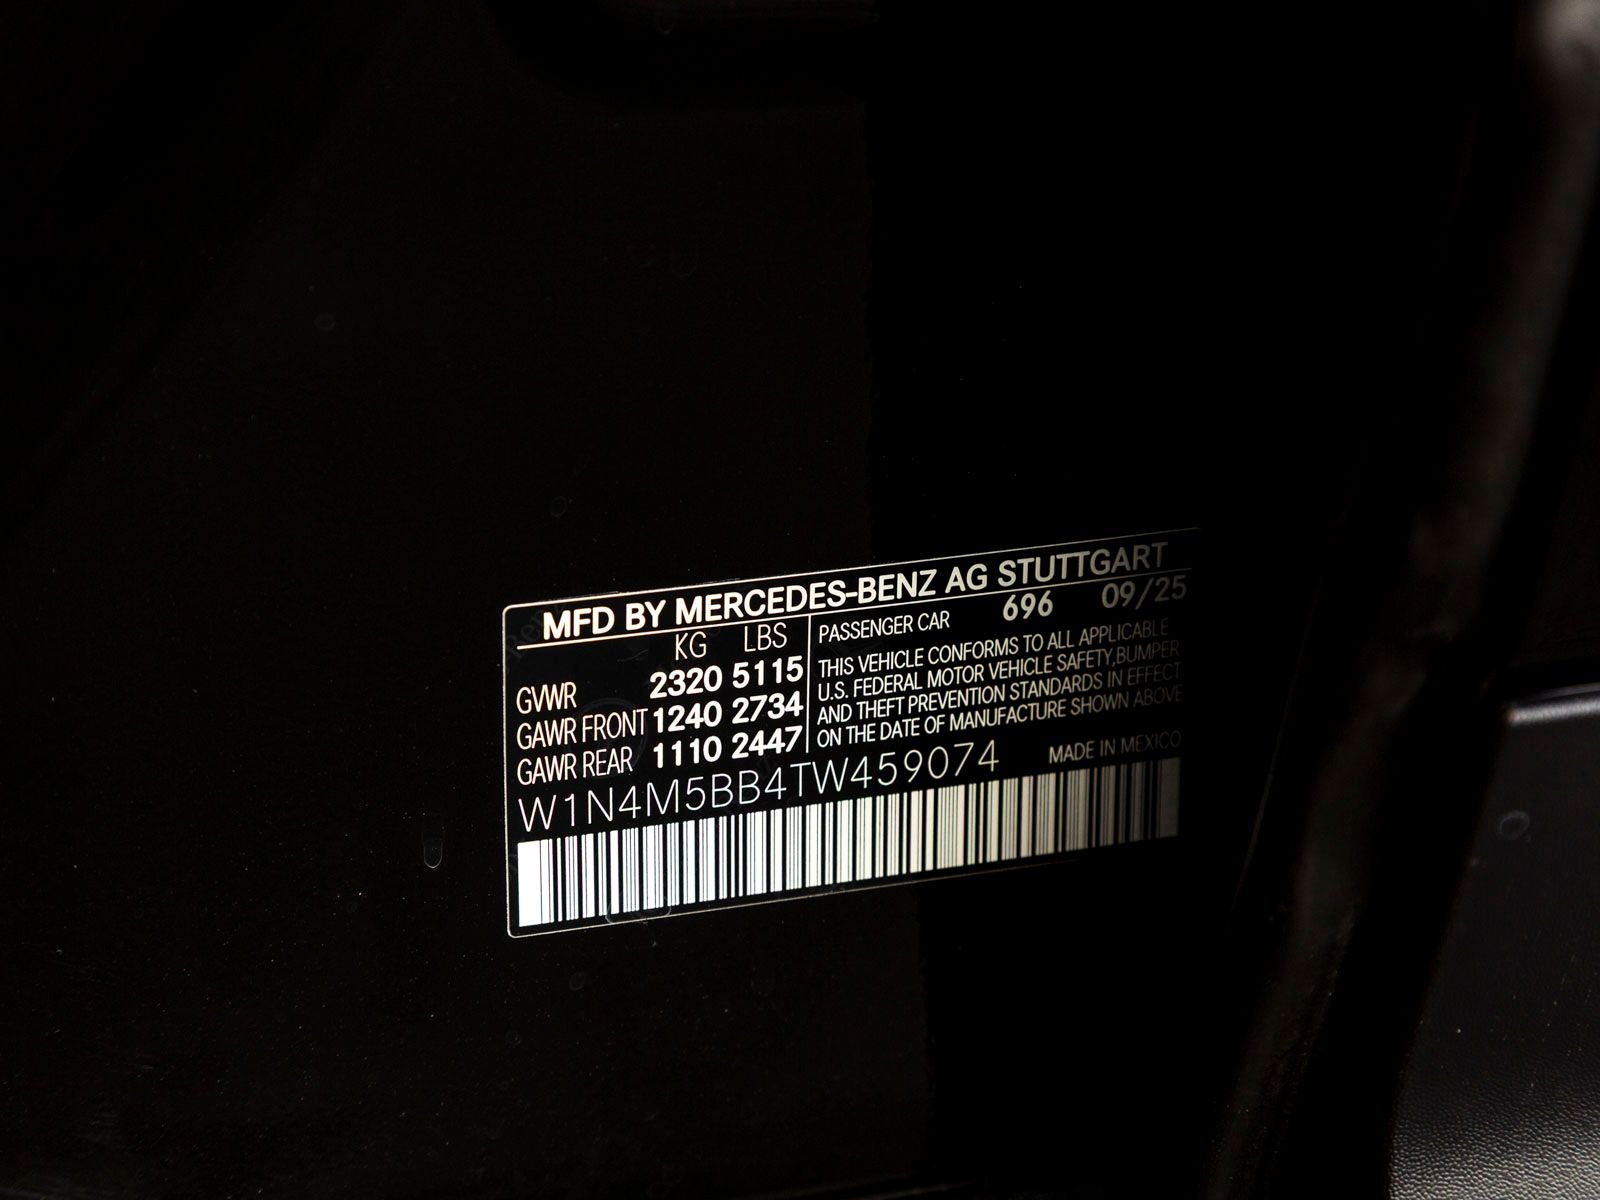 MFD BY MERCEDES-BENZ AG STUTTGART
KG LBS
GVWR 2320 5115
GAWR FRONT 1240 2734
GAWR REAR 1110 2447
PASSENGER CAR 696 09/25
THIS VEHICLE CONFORMS TO ALL APPLICABLE
U.S. FEDERAL MOTOR VEHICLE SAFETY,BUMPER
AND THEFT PREVENTION STANDARDS IN EFFECT
ON THE DATE OF MANUFACTURE SHOWN ABOVE
W1N4M5BB4TW459074 MADE IN MEXICO